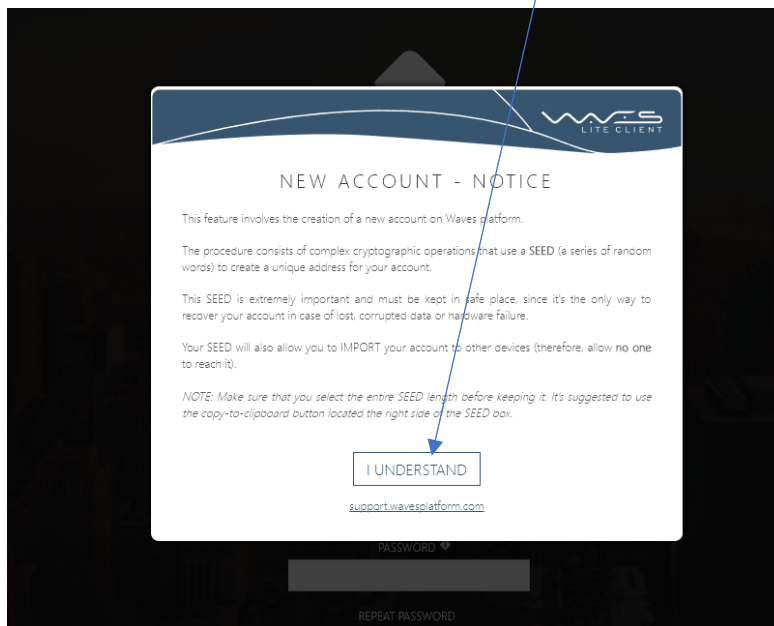 WAVES
LITE CLIENT
NEW ACCOUNT - NOTICE
This feature involves the creation of a new account on Waves platform.
The procedure consists of complex cryptographic operations that use a SEED (a series of random
words) to create a unique address for your account.
This SEED is extremely important and must be kept in safe place, since it's the only way to
recover your account in case of lost, corrupted data or hardware failure.
Your SEED will also allow you to IMPORT your account to other devices (therefore, allow no one
to reach it).
NOTE: Make sure that you select the entire SEED length before keeping it. It's suggested to use
the copy-to-clipboard button located the right side of the SEED box.
I UNDERSTAND
support.wavesplatform.com
PASSWORD
REPEAT PASSWORD